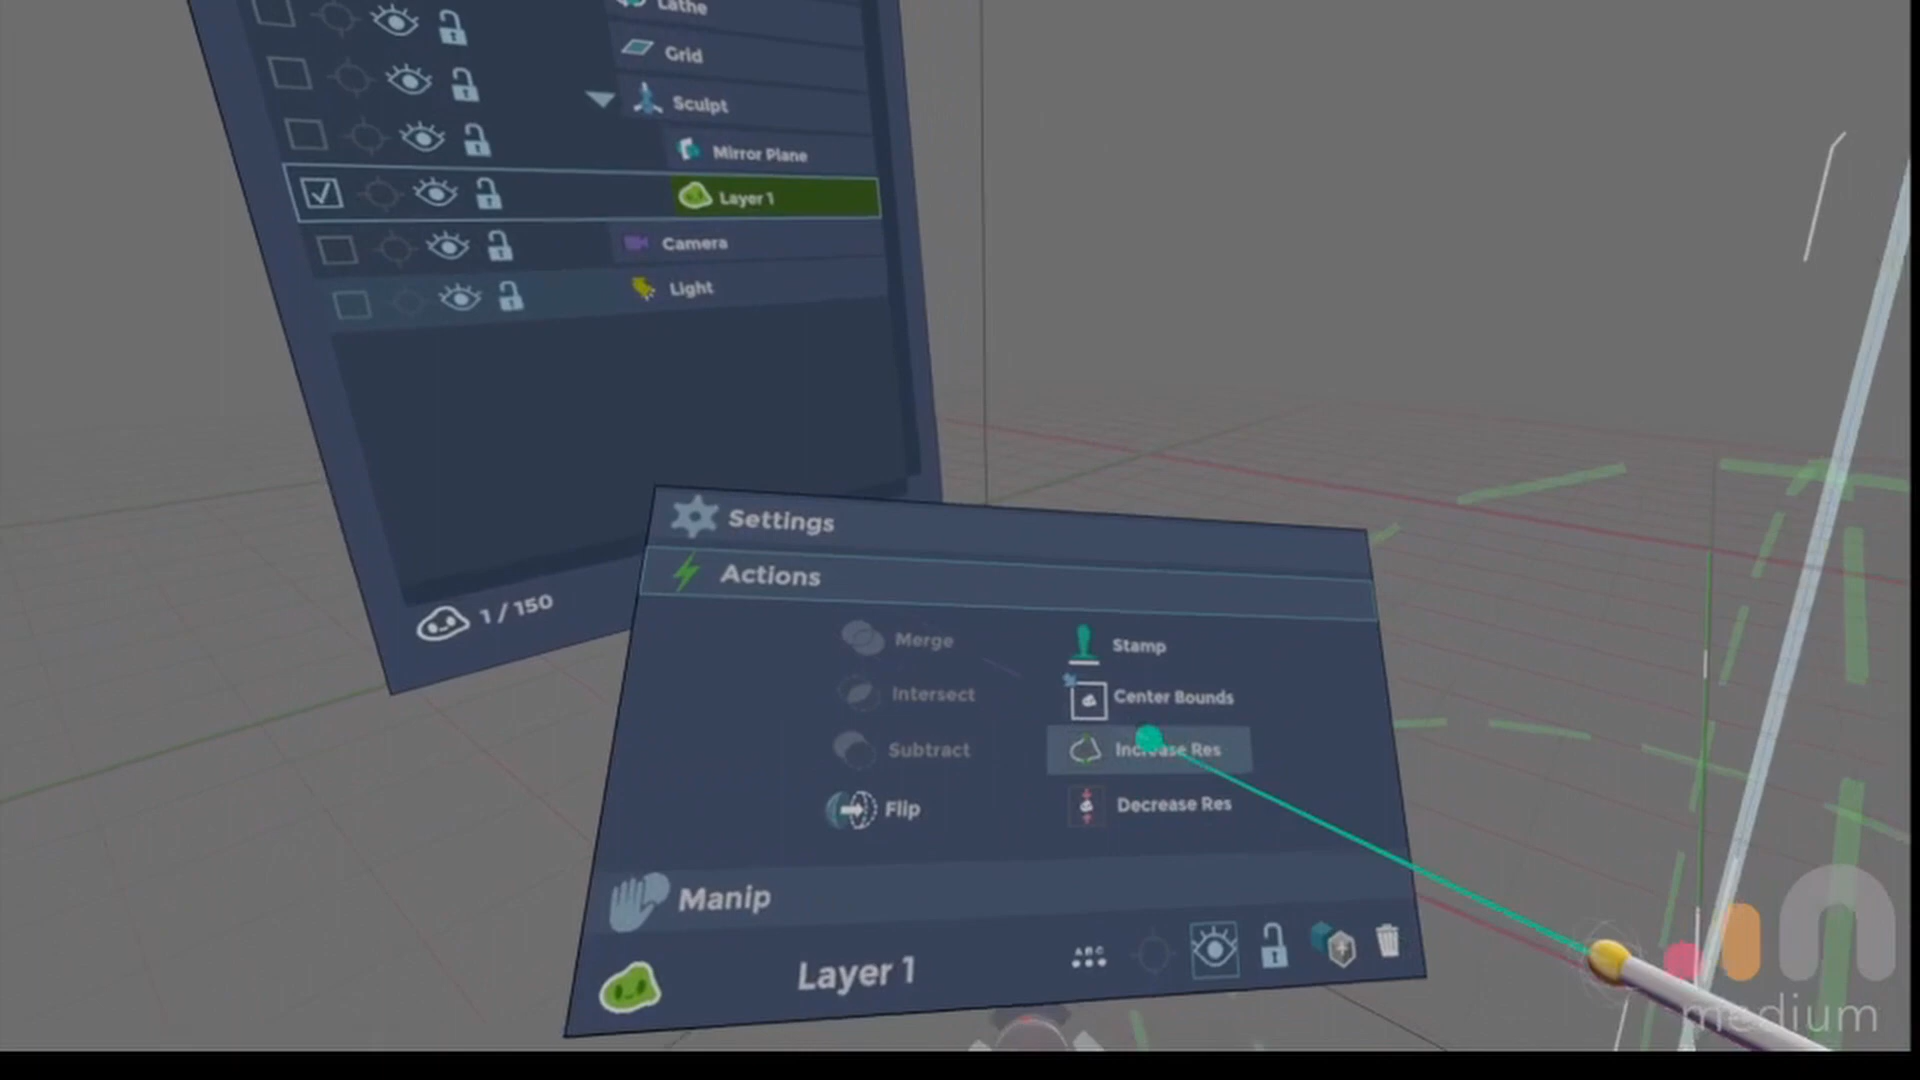 Lathe
Grid
Sculpt
Mirror Plane
Layer 1
Camera
Light
1 / 150
Settings
Actions
Merge
Stamp
Intersect
Center Bounds
Subtract
Increase Res
Flip
Decrease Res
Manip
Layer 1
ABC
medium